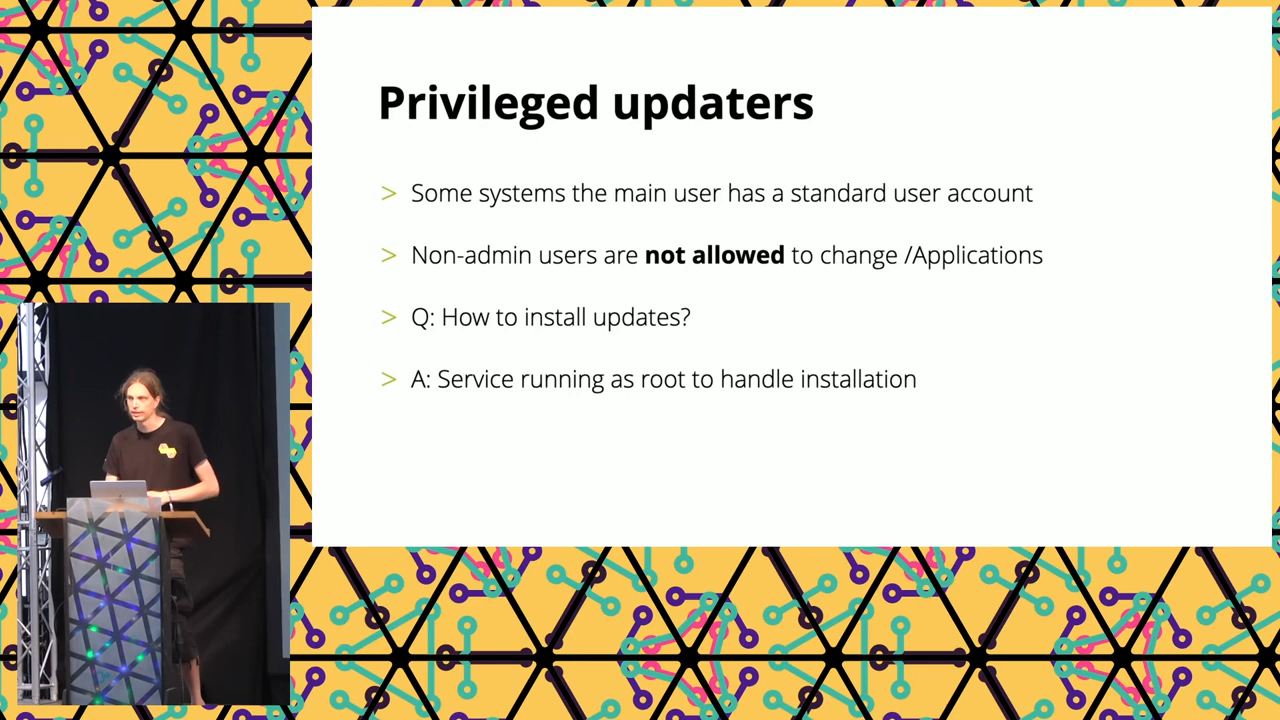 Privileged updaters
> Some systems the main user has a standard user account
> Non-admin users are not allowed to change /Applications
> Q: How to install updates?
> A: Service running as root to handle installation